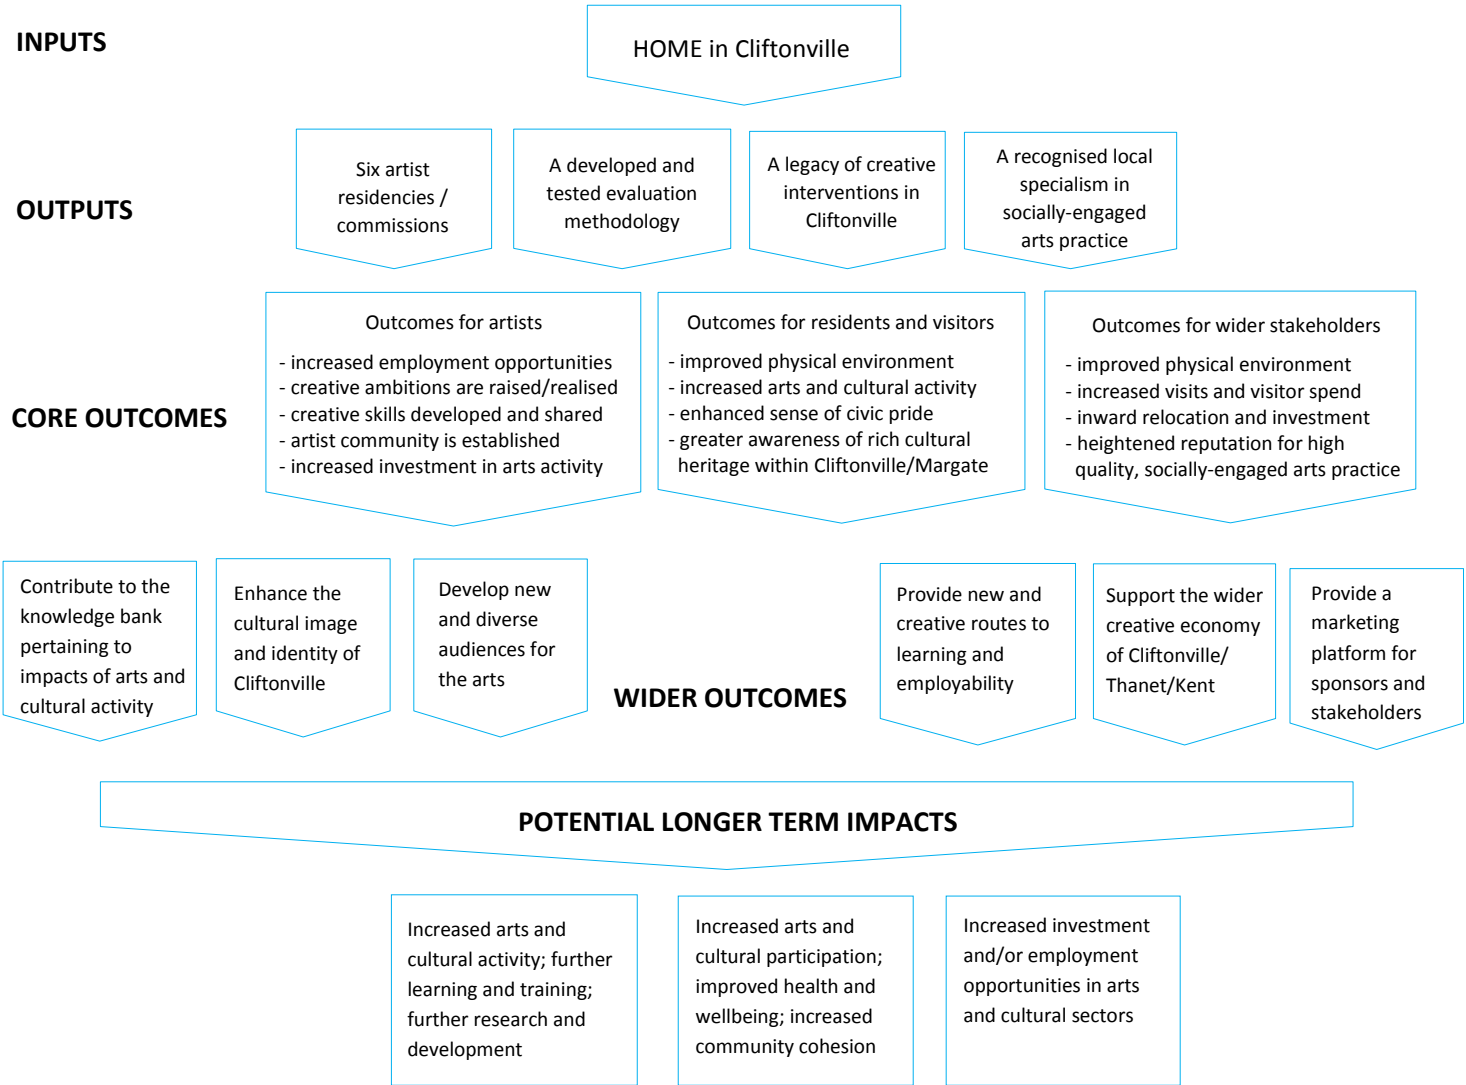 INPUTS
HOME in Cliftonville
OUTPUTS
Six artist
residencies /
commissions
A developed and
tested evaluation
methodology
A legacy of creative
interventions in
Cliftonville
A recognised local
specialism in
socially-engaged
arts practice
CORE OUTCOMES
Outcomes for artists
- increased employment opportunities
- creative ambitions are raised/realised
- creative skills developed and shared
- artist community is established
- increased investment in arts activity
Outcomes for residents and visitors
- improved physical environment
- increased arts and cultural activity
- enhanced sense of civic pride
- greater awareness of rich cultural
heritage within Cliftonville/Margate
Outcomes for wider stakeholders
- improved physical environment
- increased visits and visitor spend
- inward relocation and investment
- heightened reputation for high
quality, socially-engaged arts practice
Contribute to the
knowledge bank
pertaining to
impacts of arts and
cultural activity
Enhance the
cultural image
and identity of
Cliftonville
Develop new
and diverse
audiences for
the arts
WIDER OUTCOMES
Provide new and
creative routes to
learning and
employability
Support the wider
creative economy
of Cliftonville/
Thanet/Kent
Provide a
marketing
platform for
sponsors and
stakeholders
POTENTIAL LONGER TERM IMPACTS
Increased arts and
cultural activity; further
learning and training;
further research and
development
Increased arts and
cultural participation;
improved health and
wellbeing; increased
community cohesion
Increased investment
and/or employment
opportunities in arts
and cultural sectors